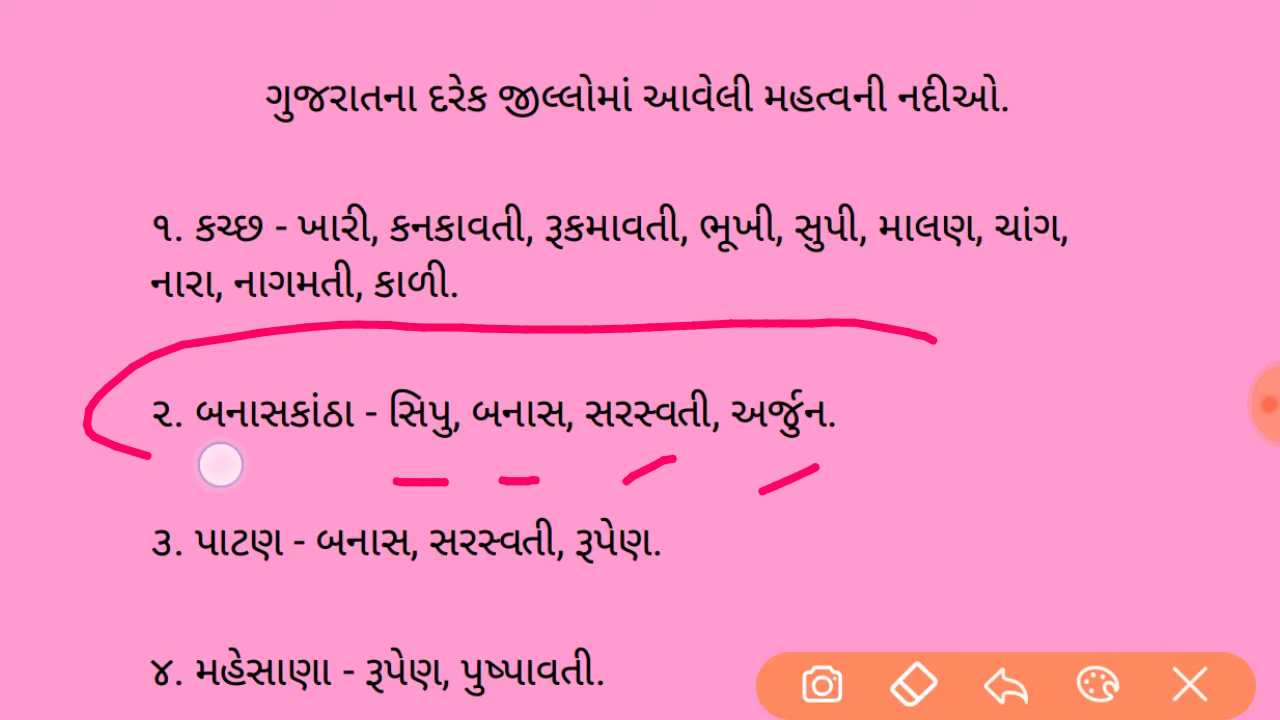 ગુજરાતના દરેક જીલ્લોમાં આવેલી મહત્વની નદીઓ.
૧. કચ્છ - ખારી, કનકાવતી, રૂકમાવતી, ભૂખી, સુપી, માલણ, ચાંગ,
નારા, નાગમતી, કાળી.
૨. બનાસકાંઠા - સિપુ, બનાસ, સરસ્વતી, અર્જુન.
૩. પાટણ - બનાસ, સરસ્વતી, રૂપેણ.
૪. મહેસાણા - રૂપેણ, પુષ્પાવતી.